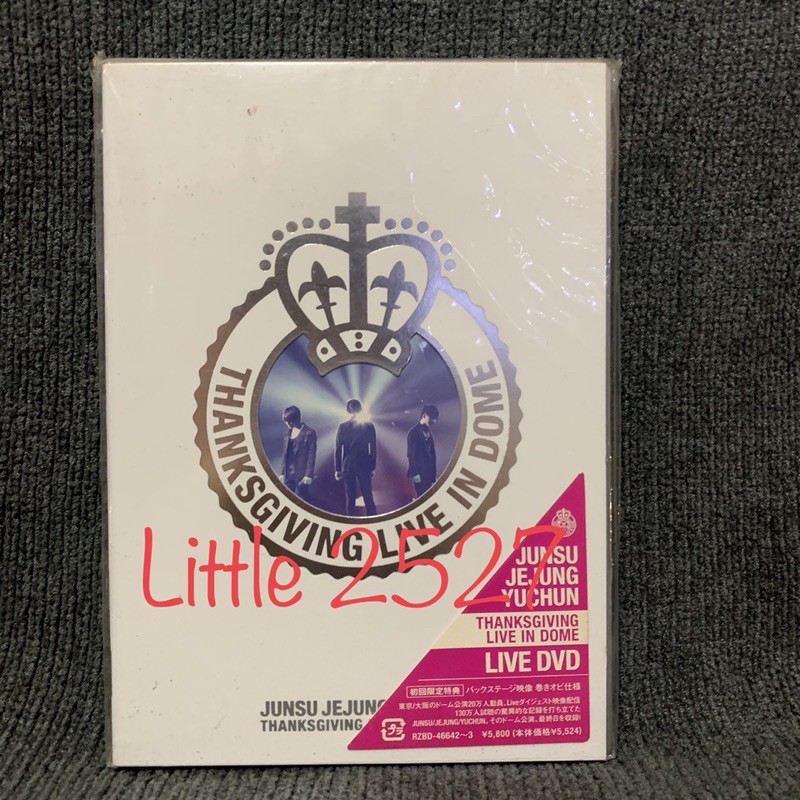 THANKSGIVING LIVE IN DOME
Little 2527
JUNSU
JEJUNG
YUCHUN
THANKSGIVING
LIVE IN DOME
LIVE DVD
初回限定特典 バックステージ映像 巻きオビ仕様
東京/大阪のドーム公演20万人動員、Liveダイジェスト映像配信
130万人試聴の驚異的な記録を打ち立てた
JUNSU/JEJUNG/YUCHUN、そのドーム公演、最終日を収録!
RZBD-46642~3 ¥5,800 (本体価格¥5,524)
JUNSU JEJUNG
THANKSGIVING